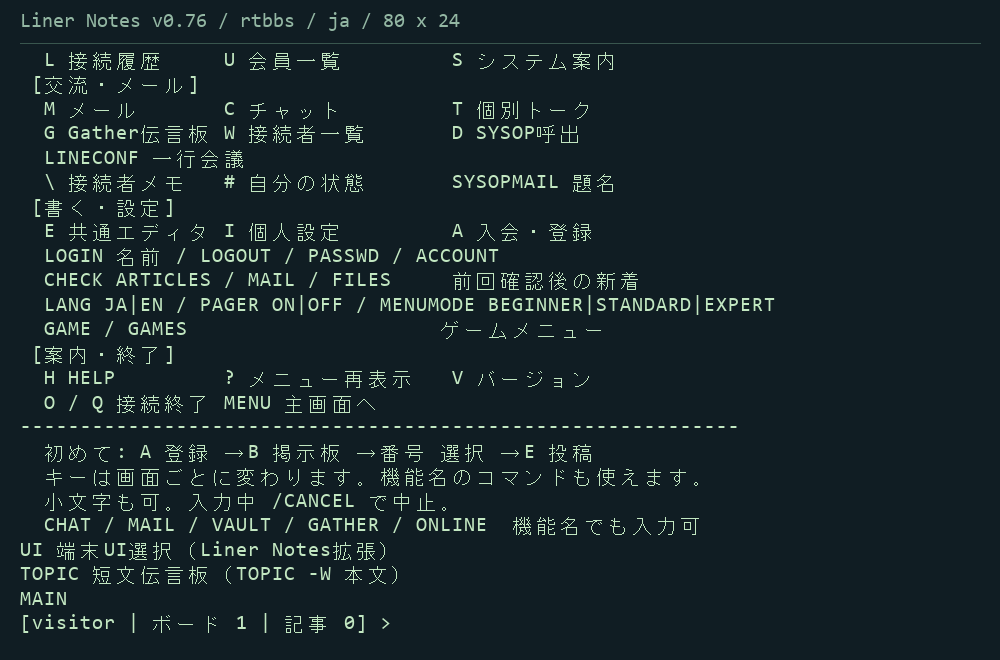 Liner Notes v0.76 / rtbbs / ja / 80 x 24
L 接続履歴 U 会員一覧 S システム案内
[交流・メール]
M メール C チャット T 個別トーク
G Gather伝言板 W 接続者一覧 D SYSOP呼出
LINECONF 一行会議
\ 接続者メモ # 自分の状態 SYSOPMAIL 題名
[書く・設定]
E 共通エディタ I 個人設定 A 入会・登録
LOGIN 名前 / LOGOUT / PASSWD / ACCOUNT
CHECK ARTICLES / MAIL / FILES 前回確認後の新着
LANG JA|EN / PAGER ON|OFF / MENUMODE BEGINNER|STANDARD|EXPERT
GAME / GAMES ゲームメニュー
[案内・終了]
H HELP ? メニュー再表示 V バージョン
O / Q 接続終了 MENU 主画面へ
------------------------------------------------------------
初めて: A 登録 →B 掲示板 →番号 選択 →E 投稿
キーは画面ごとに変わります。機能名のコマンドも使えます。
小文字も可。入力中 /CANCEL で中止。
CHAT / MAIL / VAULT / GATHER / ONLINE 機能名でも入力可
UI 端末UI選択 (Liner Notes拡張)
TOPIC 短文伝言板 (TOPIC -W 本文)
MAIN
[visitor | ボード 1 | 記事 0] >